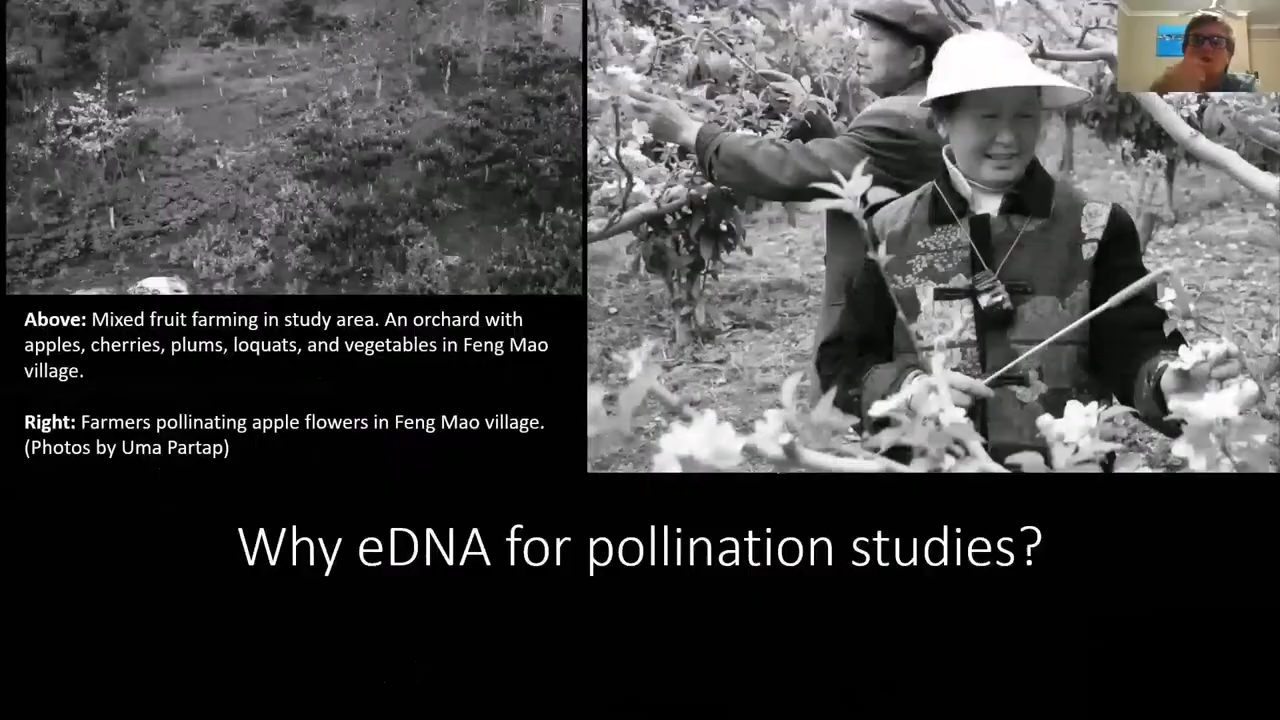 Above: Mixed fruit farming in study area. An orchard with
apples, cherries, plums, loquats, and vegetables in Feng Mao
village.
Right: Farmers pollinating apple flowers in Feng Mao village.
(Photos by Uma Partap)
Why eDNA for pollination studies?